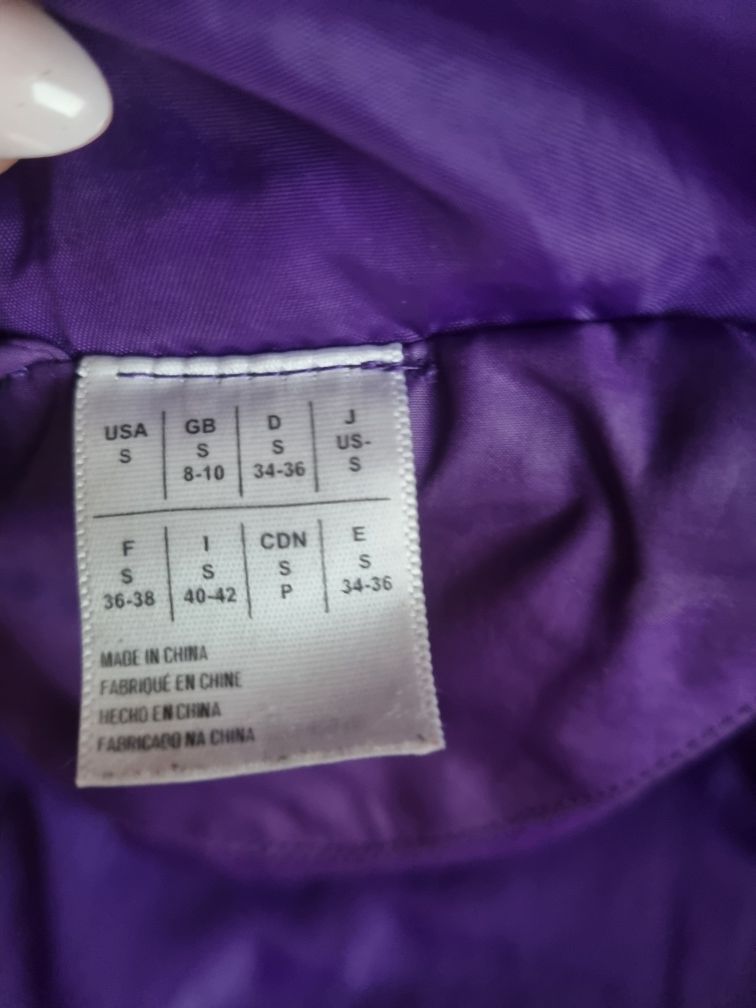 USA GB D J
S S S US-
8-10 34-36 S
F I CDN E
S S S S
36-38 40-42 P 34-36
MADE IN CHINA
FABRIQUÉ EN CHINE
HECHO EN CHINA
FABRICADO NA CHINA